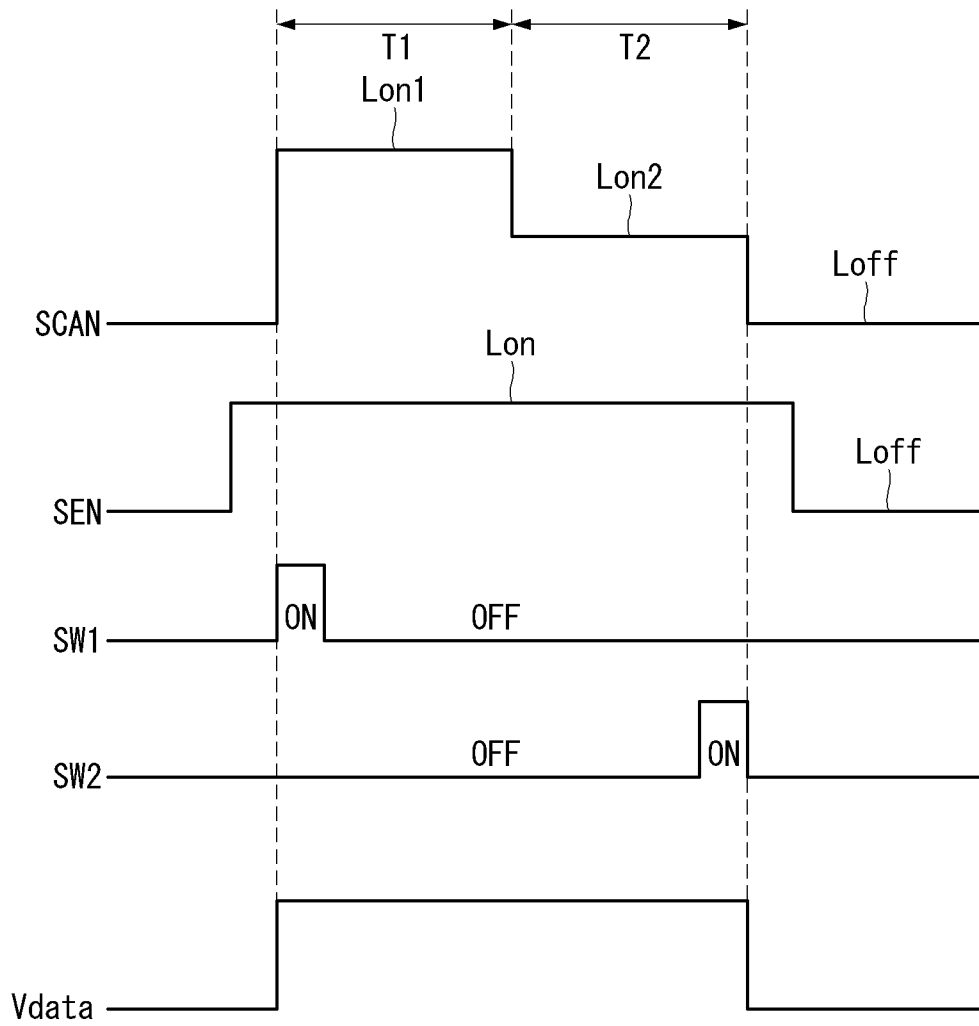 T1 T2
Lon1
Lon2
Loff
SCAN
Lon
Loff
SEN
ON OFF
SW1
OFF ON
SW2
Vdata